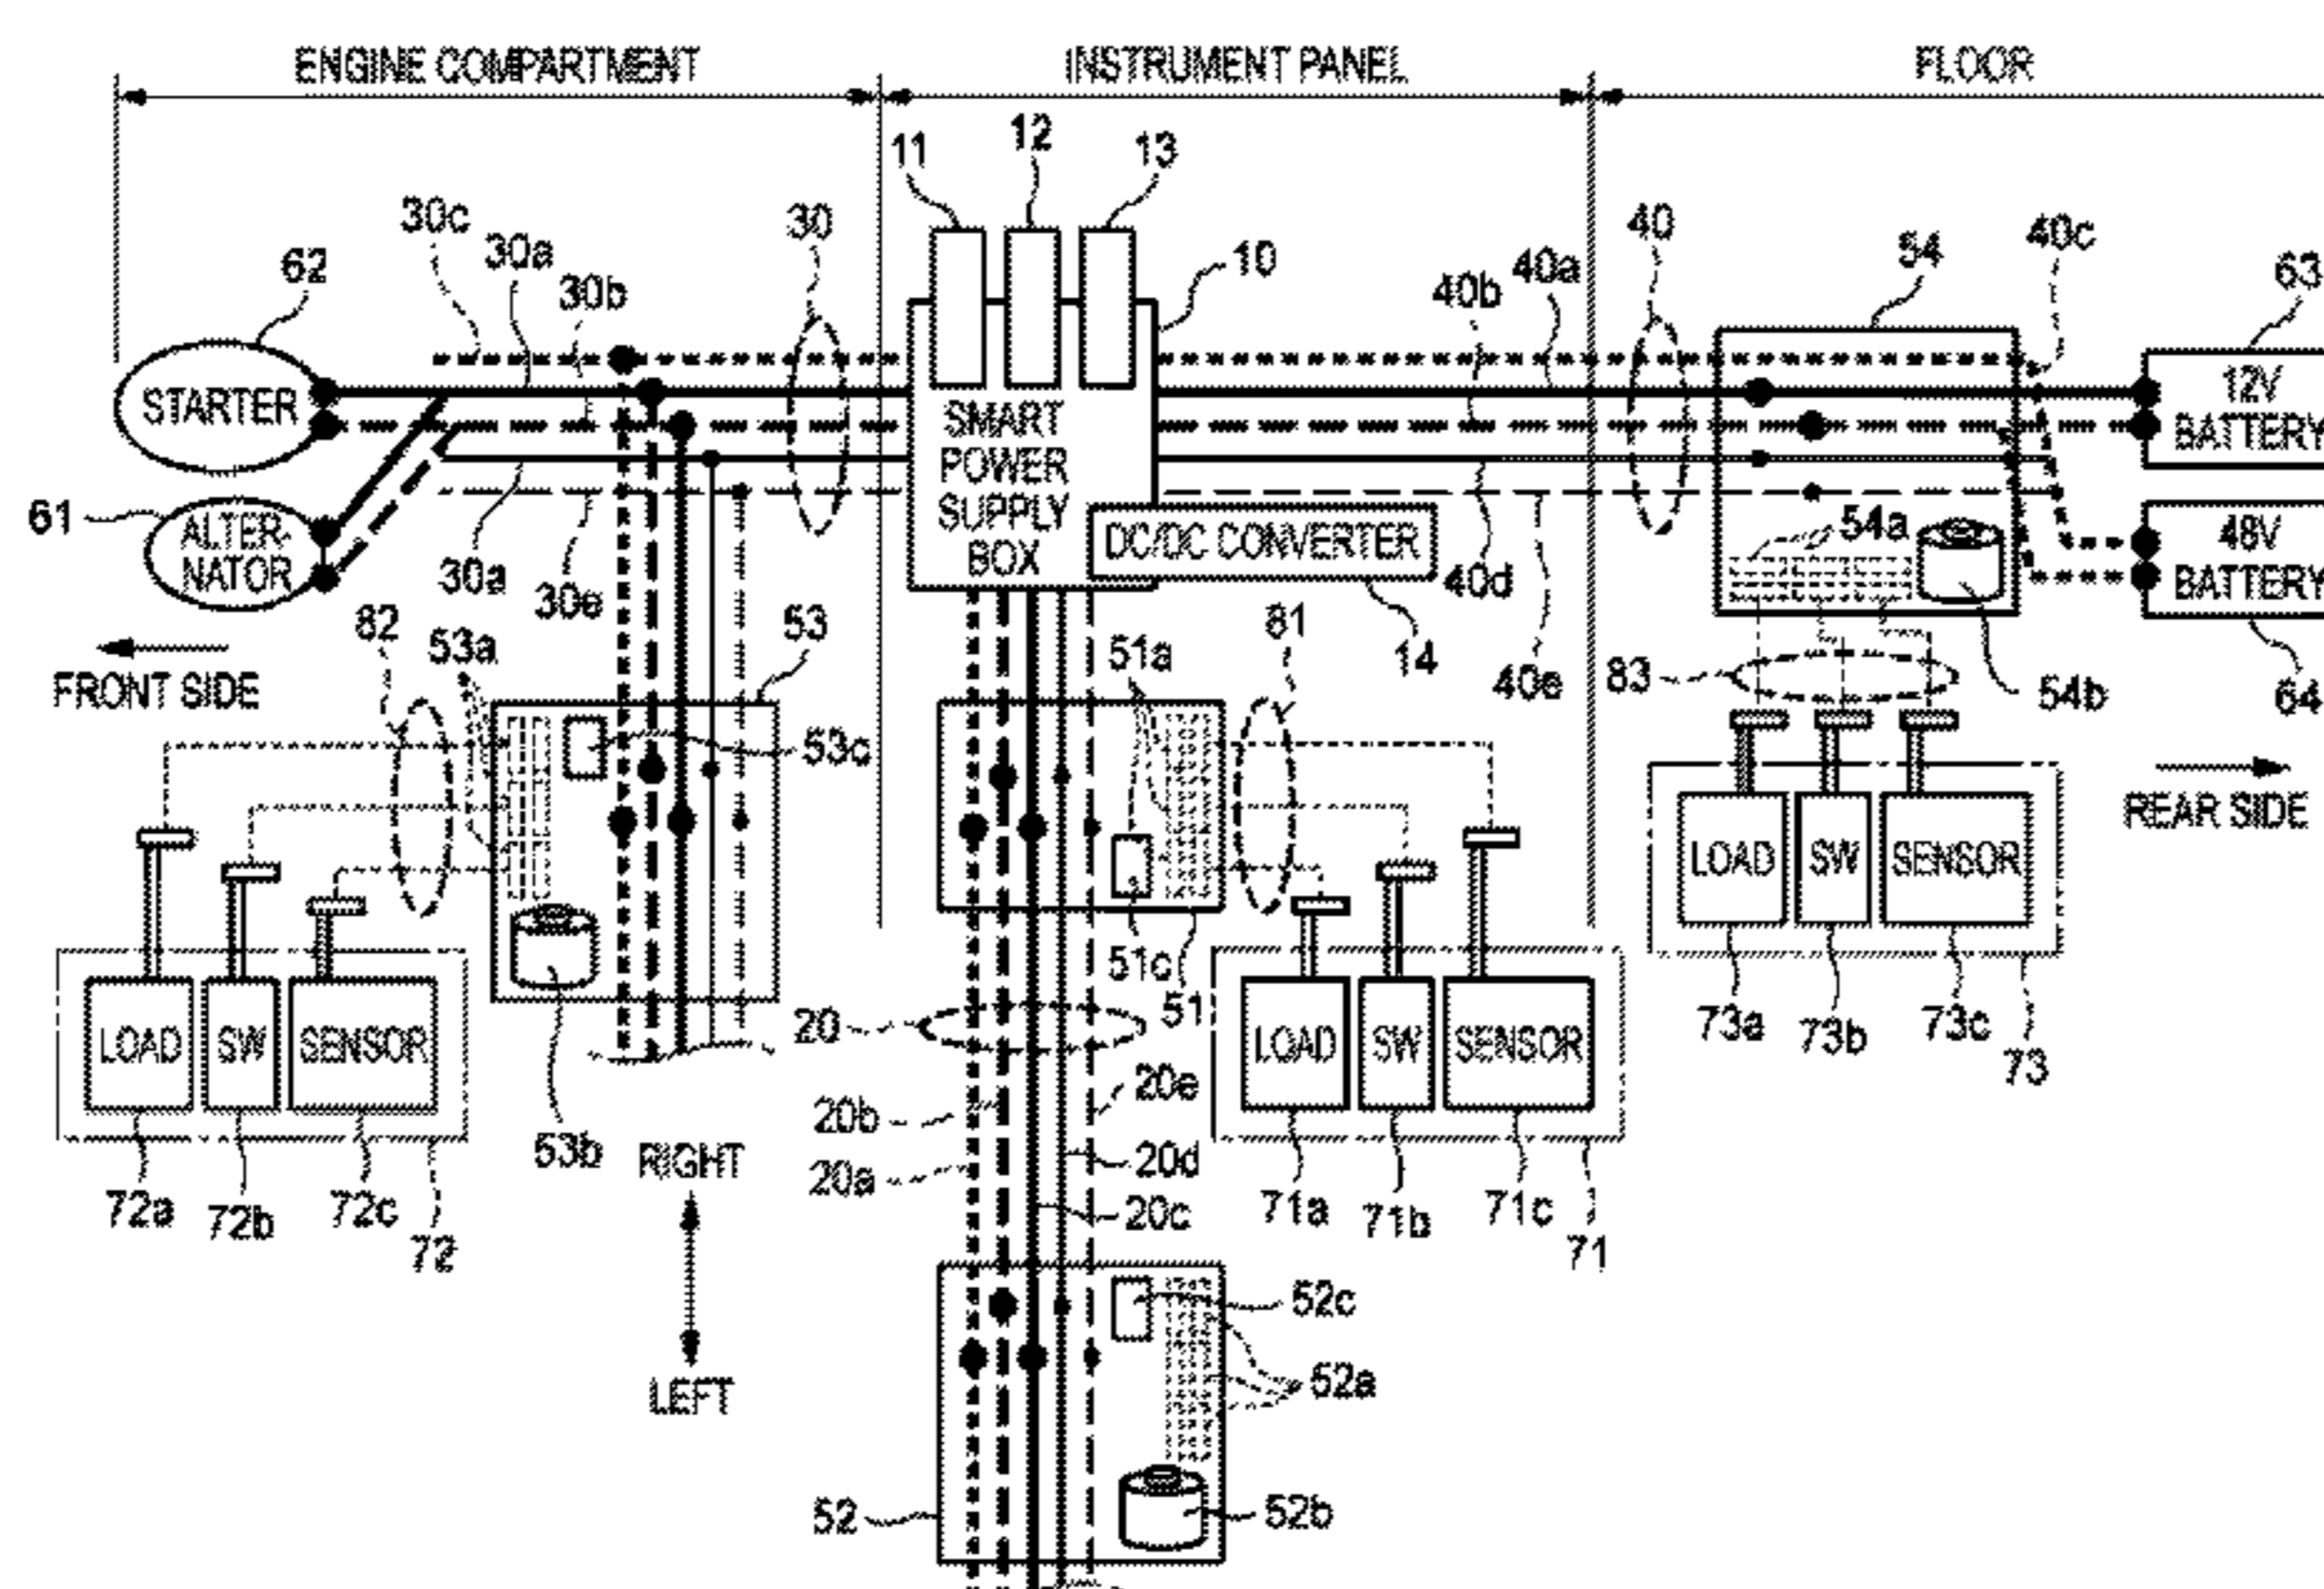 ENGINE COMPARTMENT
INSTRUMENT PANEL
FLOOR
11
12
13
30c
30a
30b
30
62
10
40b
40a
40
54
40c
63
STARTER
SMART
POWER
SUPPLY
BOX
12V
BATTERY
61
ALTER-
NATOR
30a
30e
DC/DC CONVERTER
40d
54a
48V
BATTERY
FRONT SIDE
82
53a
53
51a
81
14
40e
83
54b
64
53c
REAR SIDE
LOAD
SW
SENSOR
51c
51
73a
73b
73c
73
20
LOAD
SW
SENSOR
LOAD
SW
SENSOR
20b
20a
20e
20d
20c
53b
RIGHT
72a
72b
72c
72
71a
71b
71c
71
LEFT
52c
52a
52
52b